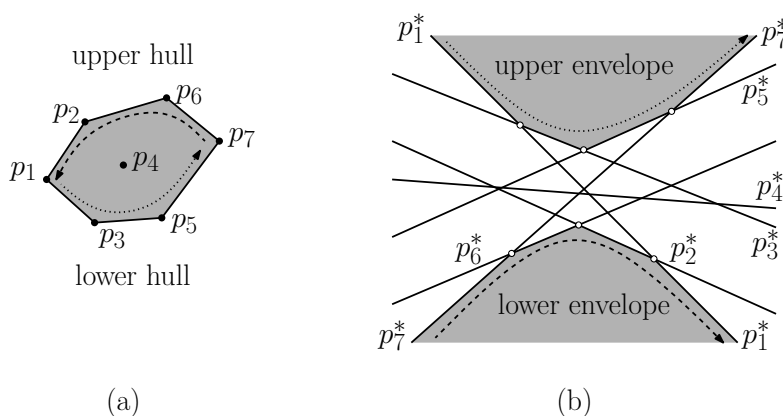 upper hull
p₆
p₂
p₇
p₁
p₄
p₃
p₅
lower hull
(a)
p₁*
p₇*
upper envelope
p₅*
p₄*
p₃*
p₆*
p₂*
lower envelope
p₇*
p₁*
(b)